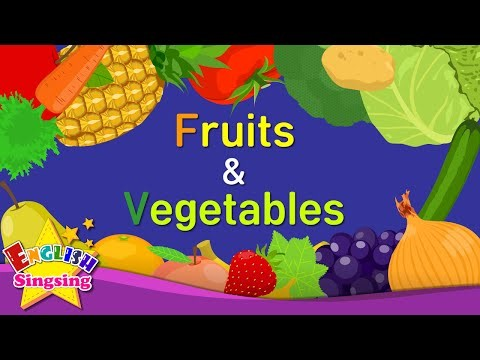 Fruits
&
Vegetables
ENGLISH
Singsing